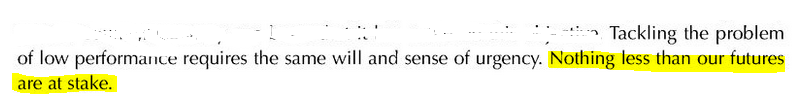 Tackling the problem
of low performance requires the same will and sense of urgency. Nothing less than our futures
are at stake.